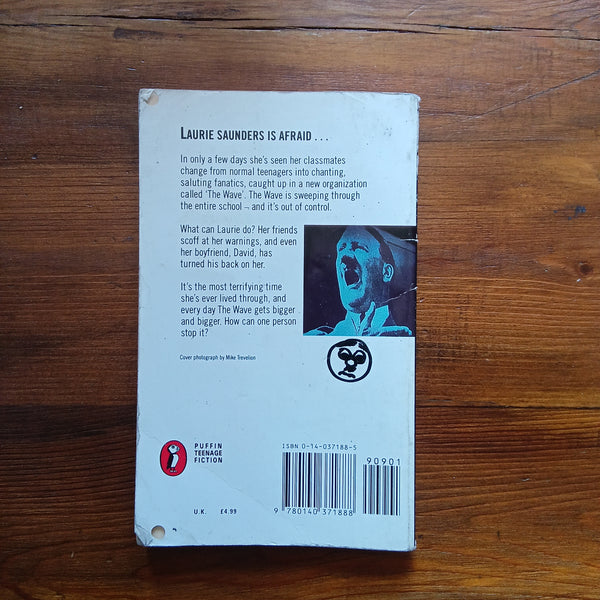 LAURIE SAUNDERS IS AFRAID . . .
In only a few days she's seen her classmates
change from normal teenagers into chanting,
saluting fanatics, caught up in a new organization
called 'The Wave'. The Wave is sweeping through
the entire school – and it's out of control.
What can Laurie do? Her friends
scoff at her warnings, and even
her boyfriend, David, has
turned his back on her.
It's the most terrifying time
she's ever lived through, and
every day The Wave gets bigger
and bigger. How can one person
stop it?
Cover photograph by Mike Trevelion
PUFFIN
TEENAGE
FICTION
U.K. £4.99
ISBN 0-14-037188-5
90901
9 780140 371888